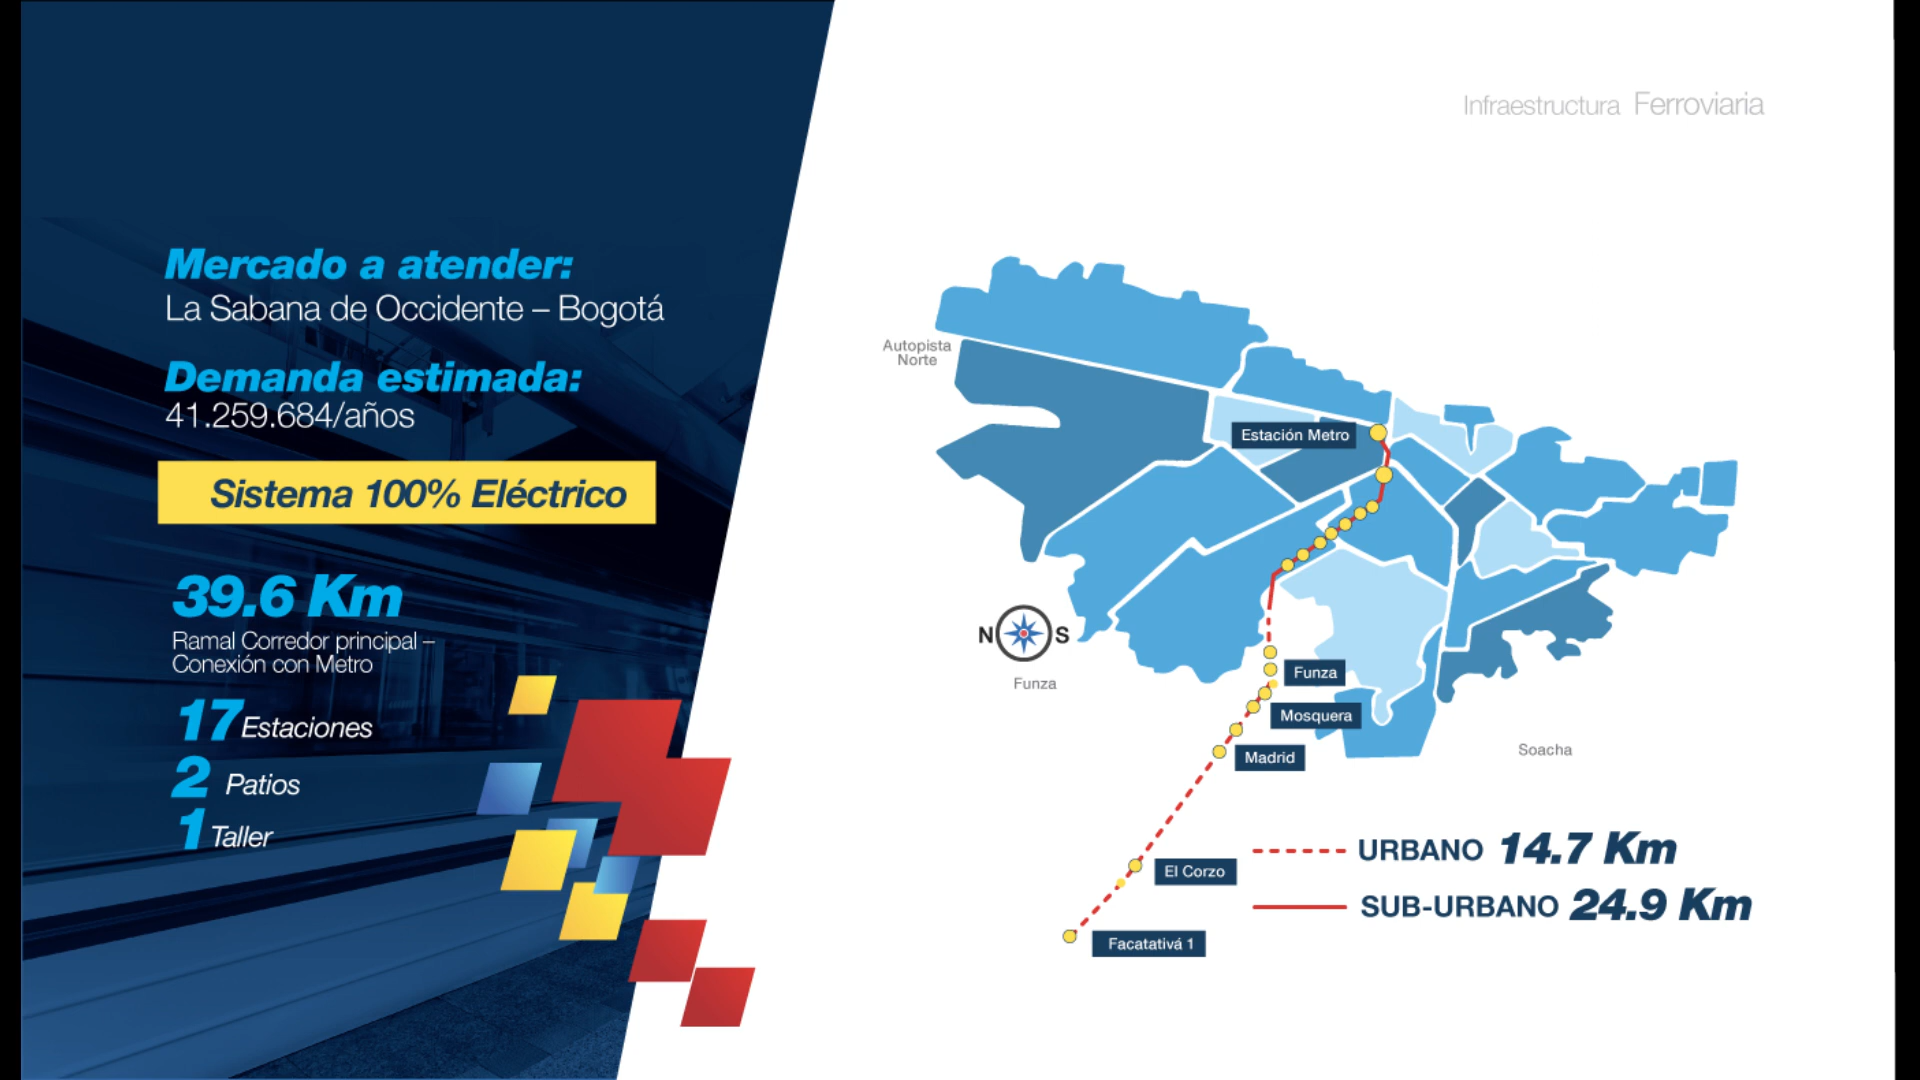 Infraestructura Ferroviaria
Mercado a atender:
La Sabana de Occidente – Bogotá
Demanda estimada:
41.259.684/años
Sistema 100% Eléctrico
39.6 Km
Ramal Corredor principal –
Conexión con Metro
17 Estaciones
2 Patios
1 Taller
Autopista
Norte
Estación Metro
N S
Funza
Funza
Mosquera
Madrid
Soacha
El Corzo
Facatativá 1
URBANO 14.7 Km
SUB-URBANO 24.9 Km